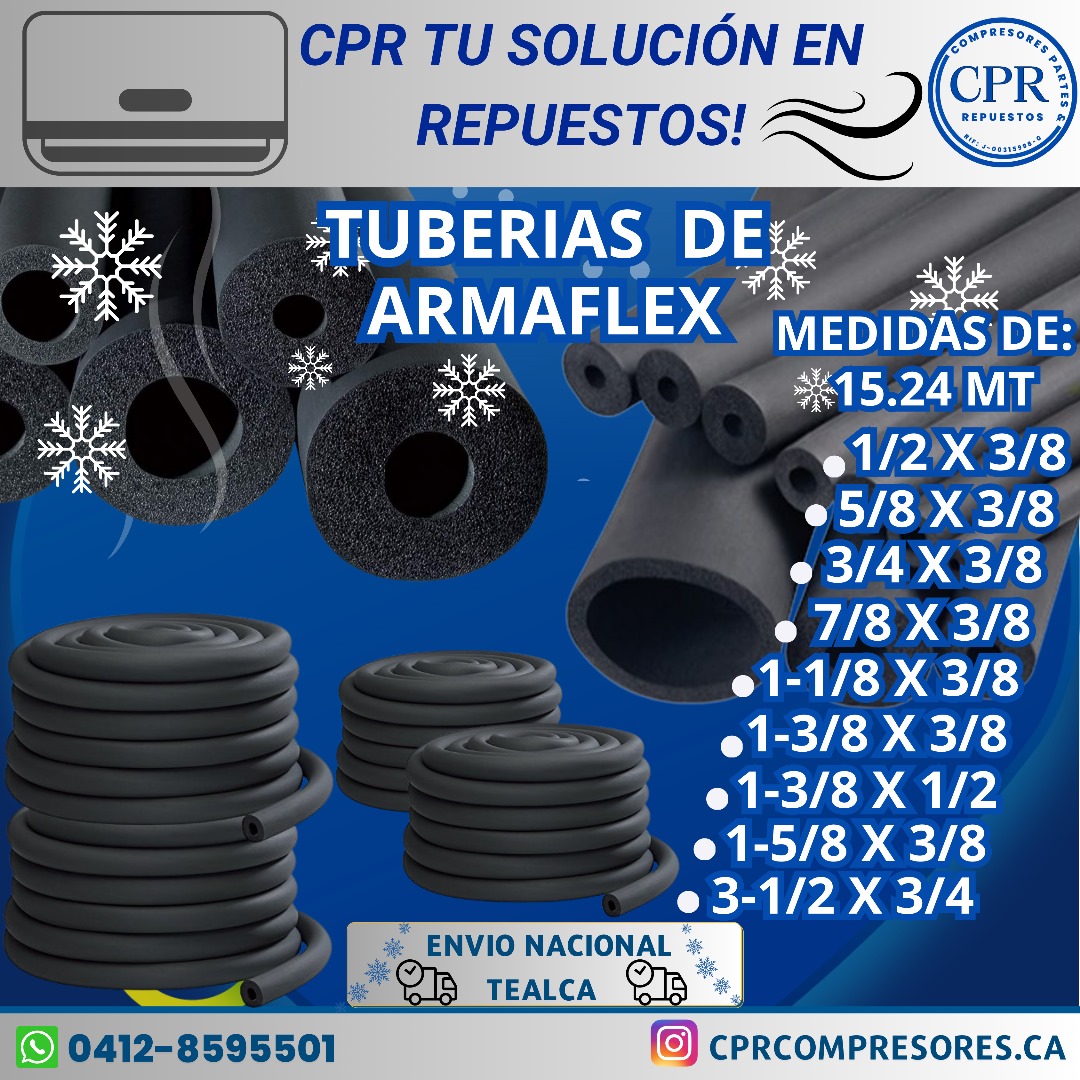 CPR TU SOLUCIÓN EN
REPUESTOS!
COMPRESORES PARTES &
CPR
REPUESTOS
RIF: J-00315906-0
TUBERIAS DE
ARMAFLEX
MEDIDAS DE:
15.24 MT
1/2 X 3/8
5/8 X 3/8
3/4 X 3/8
7/8 X 3/8
1-1/8 X 3/8
1-3/8 X 3/8
1-3/8 X 1/2
1-5/8 X 3/8
3-1/2 X 3/4
ENVIO NACIONAL
TEALCA
0412-8595501
CPRCOMPRESORES.CA